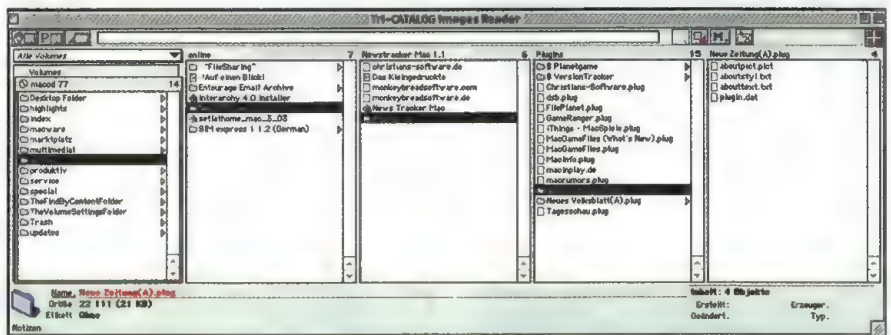 Tri-CATALOG Images Reader
Alle Volumes
Volumes
macod 77 14
Desktop Folder
highlights
index
macware
marktplatz
multimedial
produktiv
service
special
TheFindByContentFolder
TheVolumeSettingsFolder
Trash
updates
online 7
"FileSharing"
!Auf einen Blick!
Entourage Email Archive
Interarchy 4.0 Installer
setiathome_mac_3_03
SIM express 1 1.2 (German)
Newstracker Mac 1.1 6
christians-software.de
Das Kleingedruckte
monkeybreadsoftware.com
monkeybreadsoftware.de
News Tracker Mac
Plugins 15
$ Planetgame
$ VersionTracker
Christians-Software.plug
dsb.plug
FilePlanet.plug
GameRanger.plug
iThings - MacSpiele.plug
MacGameFiles (What's New).plug
MacGameFiles.plug
MacInfo.plug
macinplay.de
macrumors.plug
Neues Volksblatt(A).plug
Tagesschau.plug
Neue Zeitung(A).plug 4
aboutpict.pict
aboutstyl.txt
abouttext.txt
plugin.dat
Name. Neue Zeitung(A).plug
Größe 22 111 (21 KB)
Etikett Ohne
Notizen
Inhalt: 4 Objekte
Erstellt: Erzeuger.
Geändert. Typ.